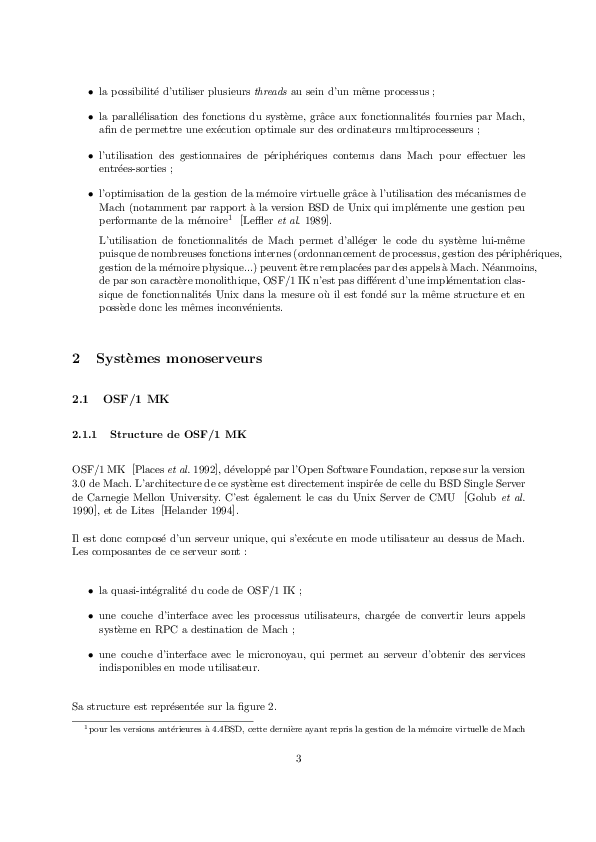 • la possibilité d'utiliser plusieurs threads au sein d'un même processus ;
• la parallélisation des fonctions du système, grâce aux fonctionnalités fournies par Mach,
afin de permettre une exécution optimale sur des ordinateurs multiprocesseurs ;
• l'utilisation des gestionnaires de périphériques contenus dans Mach pour effectuer les
entrées-sorties ;
• l'optimisation de la gestion de la mémoire virtuelle grâce à l'utilisation des mécanismes de
Mach (notamment par rapport à la version BSD de Unix qui implémente une gestion peu
performante de la mémoire¹ [Leffler et al. 1989].
L'utilisation de fonctionnalités de Mach permet d'alléger le code du système lui-même
puisque de nombreuses fonctions internes (ordonnancement de processus, gestion des périphériques,
gestion de la mémoire physique...) peuvent être remplacées par des appels à Mach. Néanmoins,
de par son caractère monolithique, OSF/1 IK n'est pas différent d'une implémentation clas-
sique de fonctionnalités Unix dans la mesure où il est fondé sur la même structure et en
possède donc les mêmes inconvénients.
2 Systèmes monoserveurs
2.1 OSF/1 MK
2.1.1 Structure de OSF/1 MK
OSF/1 MK [Places et al. 1992], développé par l'Open Software Foundation, repose sur la version
3.0 de Mach. L'architecture de ce système est directement inspirée de celle du BSD Single Server
de Carnegie Mellon University. C'est également le cas du Unix Server de CMU [Golub et al.
1990], et de Lites [Helander 1994].
Il est donc composé d'un serveur unique, qui s'exécute en mode utilisateur au dessus de Mach.
Les composantes de ce serveur sont :
• la quasi-intégralité du code de OSF/1 IK ;
• une couche d'interface avec les processus utilisateurs, chargée de convertir leurs appels
système en RPC a destination de Mach ;
• une couche d'interface avec le micronoyau, qui permet au serveur d'obtenir des services
indisponibles en mode utilisateur.
Sa structure est représentée sur la figure 2.
¹pour les versions antérieures à 4.4BSD, cette dernière ayant repris la gestion de la mémoire virtuelle de Mach
3